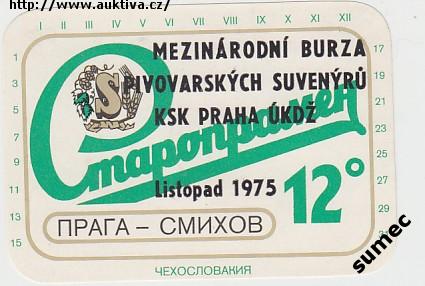 http://www.auktiva.cz/
I II III IV V VI VII VIII IX X XI XII
MEZINÁRODNÍ BURZA
PIVOVARSKÝCH SUVENÝRŮ
KSK PRAHA ÚKDŽ
S
Старопрамен
Listopad 1975
12°
ПРАГА – СМИХОВ
ЧЕХОСЛОВАКИЯ
1
3
5
7
9
11
13
15
17
19
21
23
25
27
29
31
sumec